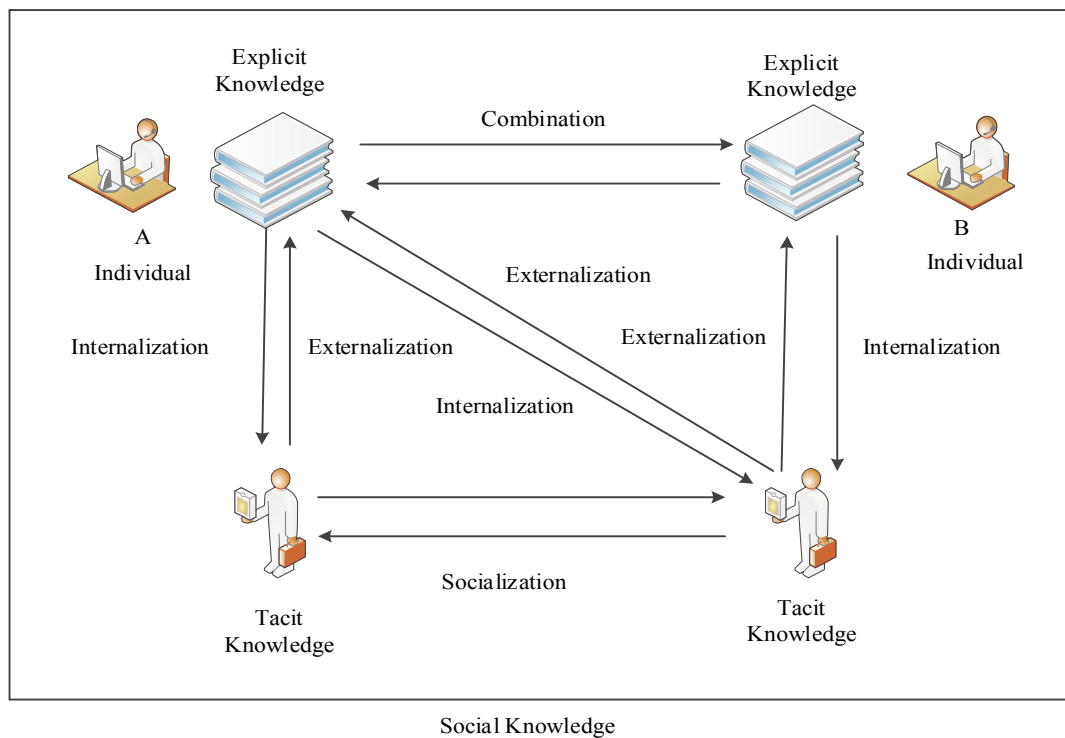 Explicit
Knowledge
Explicit
Knowledge
Combination
A
Individual
B
Individual
Externalization
Internalization
Externalization
Externalization
Internalization
Internalization
Socialization
Tacit
Knowledge
Tacit
Knowledge
Social Knowledge